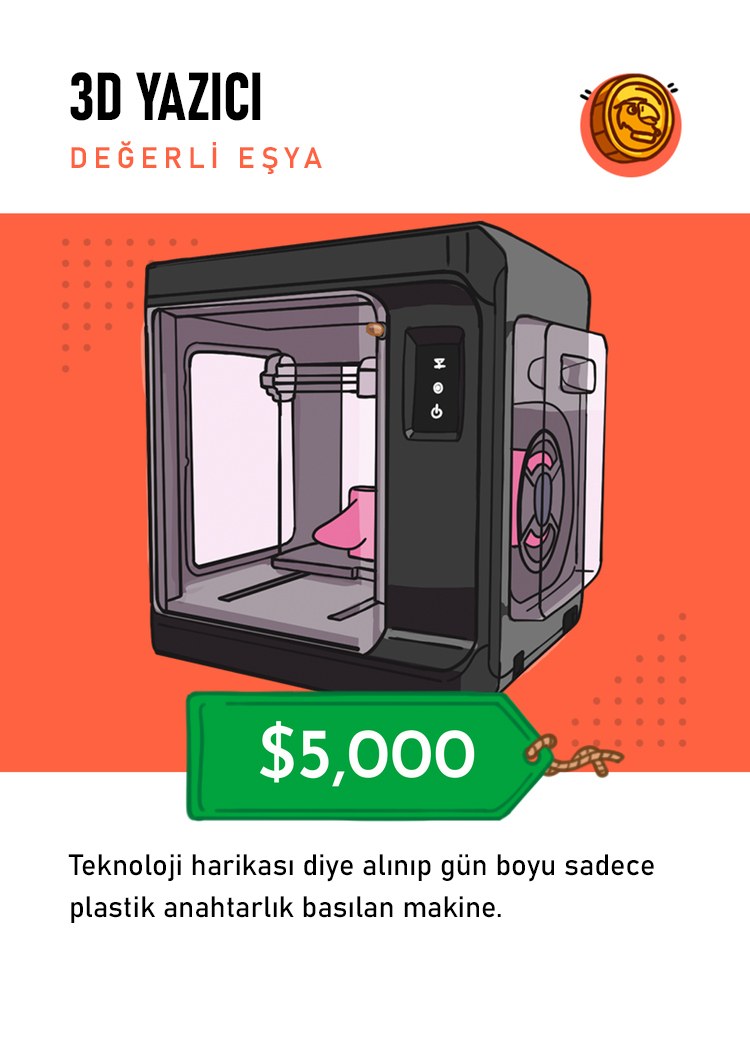 3D YAZICI
DEĞERLİ EŞYA
$5,000
Teknoloji harikası diye alınıp gün boyu sadece
plastik anahtarlık basılan makine.